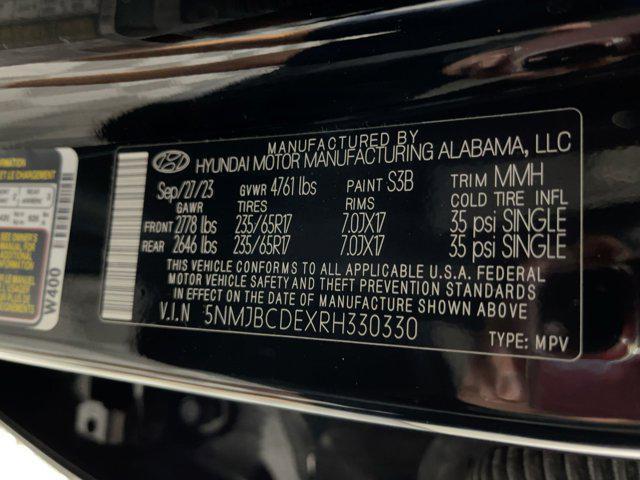 MANUFACTURED BY
HYUNDAI MOTOR MANUFACTURING ALABAMA, LLC
Sep/27/23 GVWR 4761 lbs PAINT S3B TRIM MMH
GAWR TIRES RIMS COLD TIRE INFL
FRONT 2778 lbs 235/65R17 7.0JX17 35 psi SINGLE
REAR 2646 lbs 235/65R17 7.0JX17 35 psi SINGLE
THIS VEHICLE CONFORMS TO ALL APPLICABLE U.S.A. FEDERAL
MOTOR VEHICLE SAFETY AND THEFT PREVENTION STANDARDS
IN EFFECT ON THE DATE OF MANUFACTURE SHOWN ABOVE.
V.I.N 5NMJBCDEXRH330330
TYPE: MPV
W400